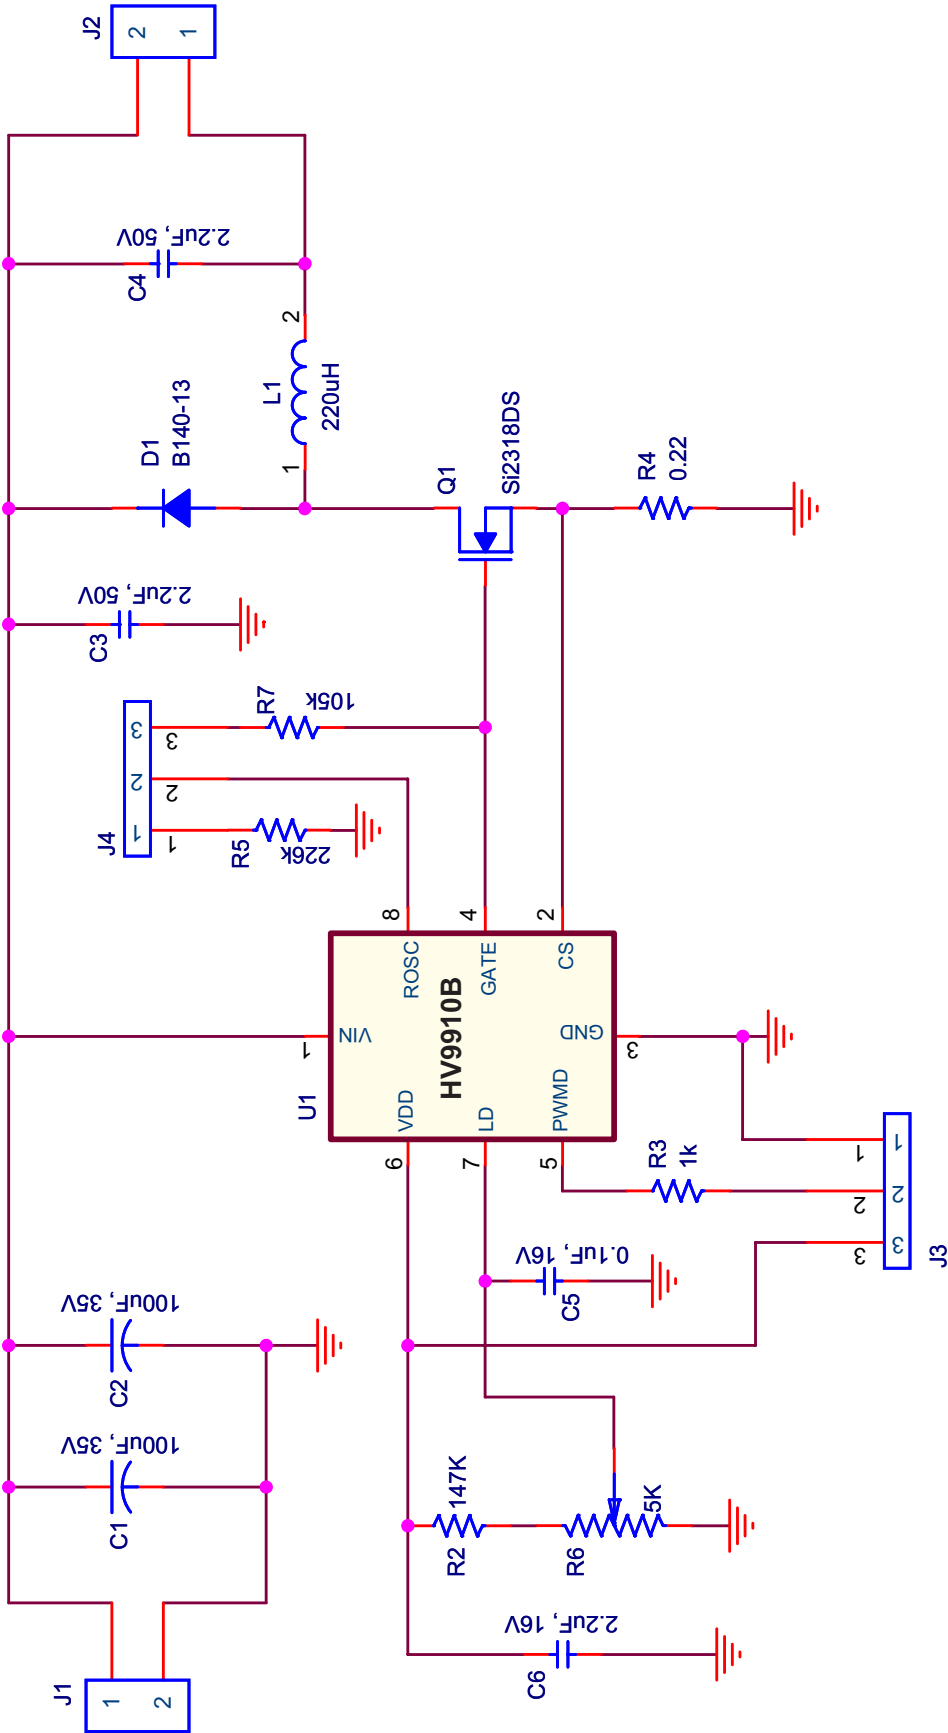 J2
2
1
C4
2.2uF, 50V
L1
220uH
1
2
D1
B140-13
Q1
Si2318DS
R4
0.22
C3
2.2uF, 50V
J4
3
2
1
3
2
1
R7
105k
R5
226k
U1
HV9910B
VIN
1
ROSC
8
GATE
4
CS
2
GND
3
VDD
6
LD
7
PWMD
5
R3
1k
J3
1
2
3
1
2
3
C5
0.1uF, 16V
C2
100uF, 35V
C1
100uF, 35V
R2
147K
R6
5K
C6
2.2uF, 16V
J1
1
2